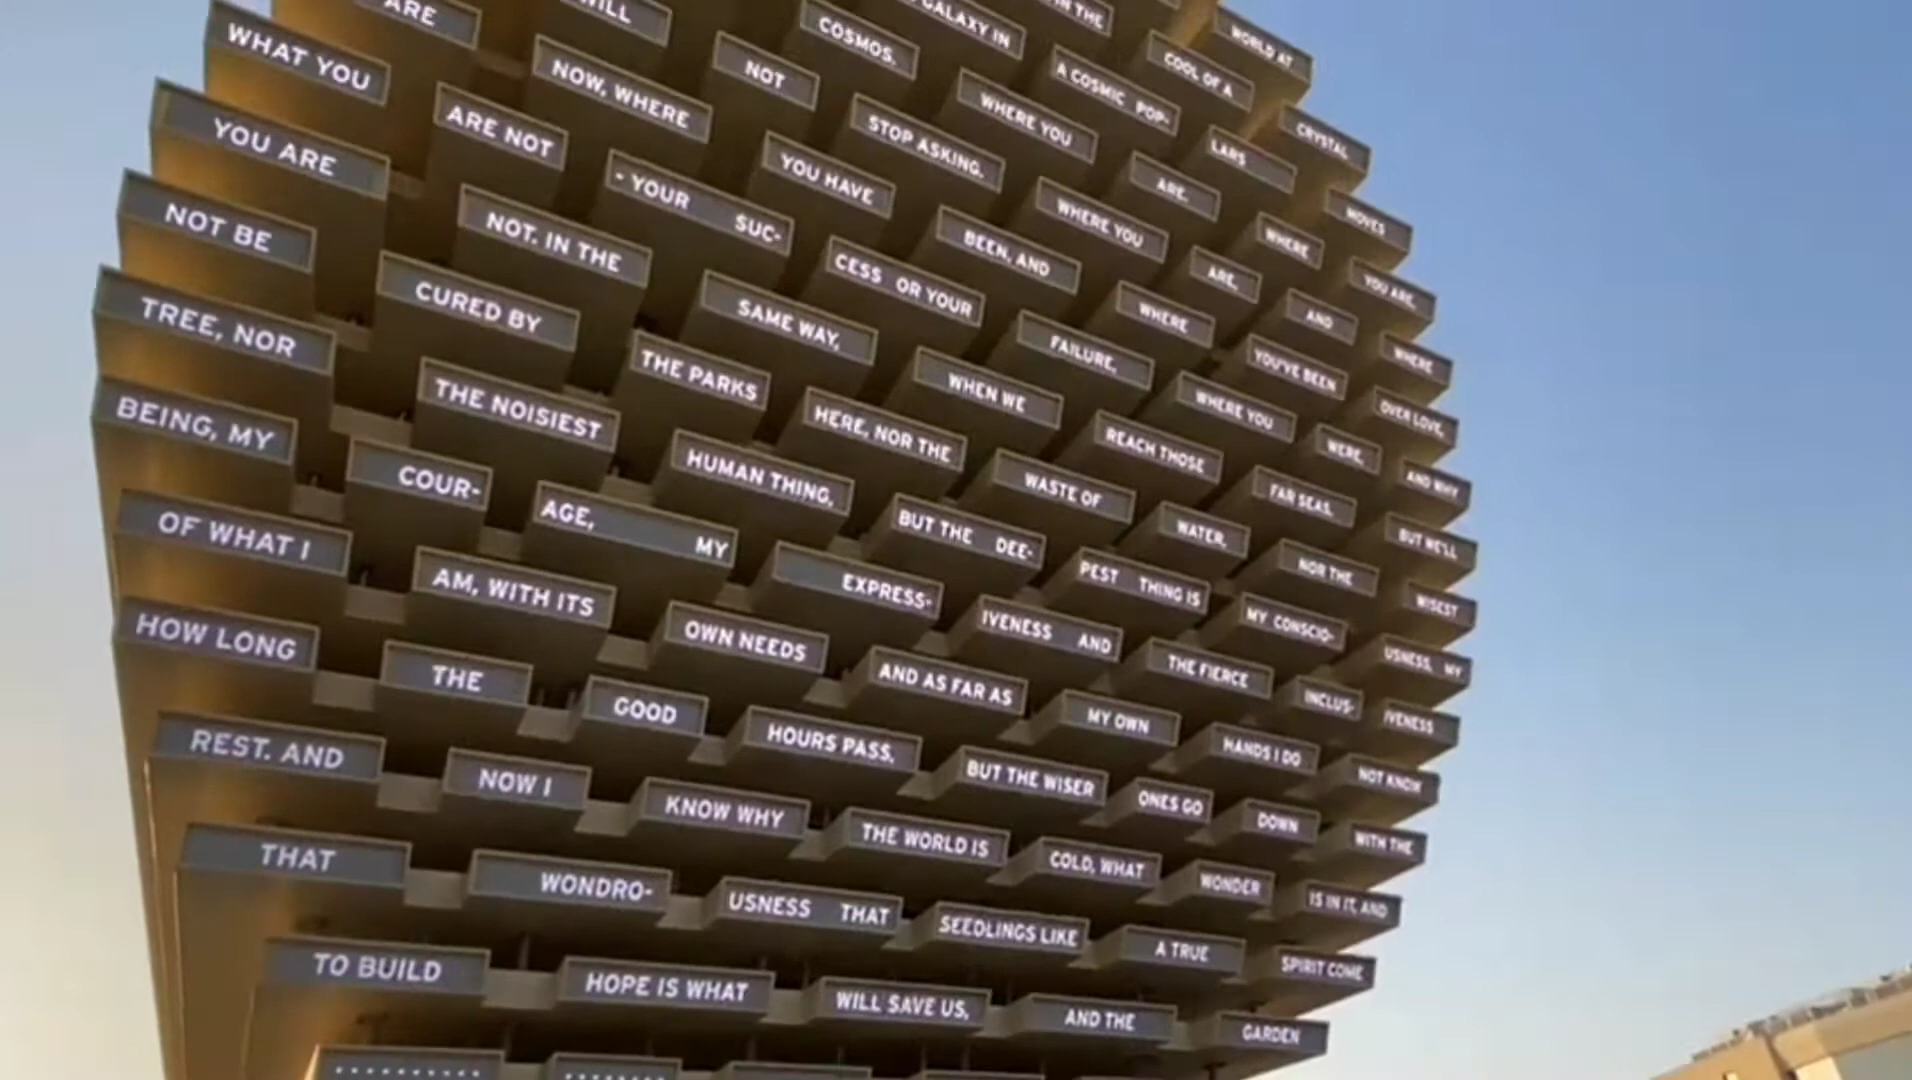 WORLD AT
IN THE COOL OF A CRYSTAL
GALAXY IN A COSMIC POP- LARS MOVES
COSMOS, WHERE YOU ARE, WHERE YOU ARE,
WILL NOT STOP ASKING, WHERE YOU ARE, AND WHERE
ARE NOW, WHERE YOU HAVE BEEN, AND WHERE YOU'VE BEEN OVER LOVE,
WHAT YOU ARE NOT - YOUR SUC- CESS OR YOUR FAILURE, WHERE YOU WERE, AND WHY
YOU ARE NOT. IN THE SAME WAY, WHEN WE REACH THOSE FAR SEAS, BUT WE'LL
NOT BE CURED BY THE PARKS HERE, NOR THE WASTE OF WATER, NOR THE WISEST
TREE, NOR THE NOISIEST HUMAN THING, BUT THE DEE- PEST THING IS MY CONSCIO- USNESS, MY
BEING, MY COUR- AGE, MY EXPRESS- IVENESS AND THE FIERCE INCLUS- IVENESS
OF WHAT I AM, WITH ITS OWN NEEDS AND AS FAR AS MY OWN HANDS I DO NOT KNOW
HOW LONG THE GOOD HOURS PASS, BUT THE WISER ONES GO DOWN WITH THE
REST. AND NOW I KNOW WHY THE WORLD IS COLD, WHAT WONDER IS IN IT, AND
THAT WONDRO- USNESS THAT SEEDLINGS LIKE A TRUE SPIRIT COME
TO BUILD HOPE IS WHAT WILL SAVE US, AND THE GARDEN